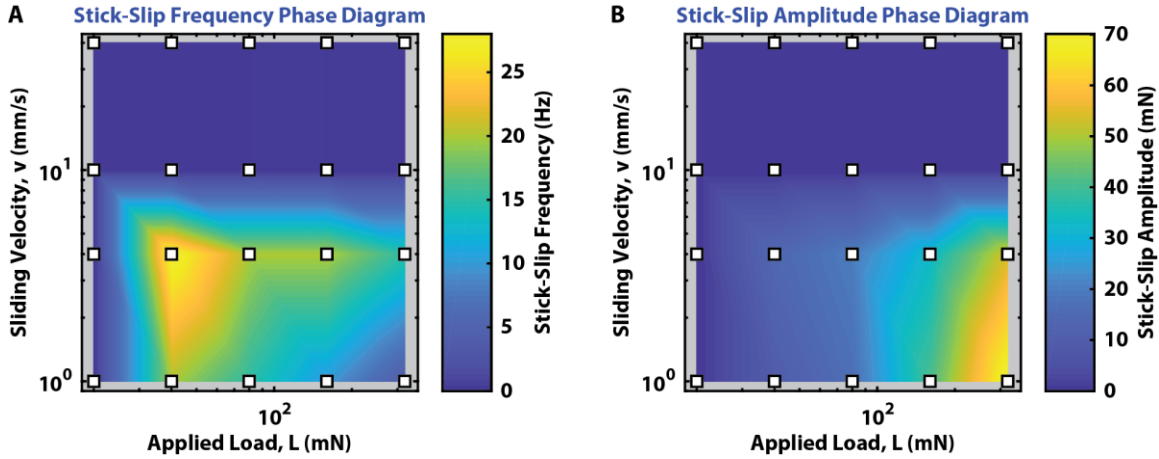 A
Stick-Slip Frequency Phase Diagram
Sliding Velocity, v (mm/s)
10¹
10⁰
10²
Applied Load, L (mN)
25
20
15
10
5
0
Stick-Slip Frequency (Hz)
B
Stick-Slip Amplitude Phase Diagram
Sliding Velocity, v (mm/s)
10¹
10⁰
10²
Applied Load, L (mN)
70
60
50
40
30
20
10
0
Stick-Slip Amplitude (mN)